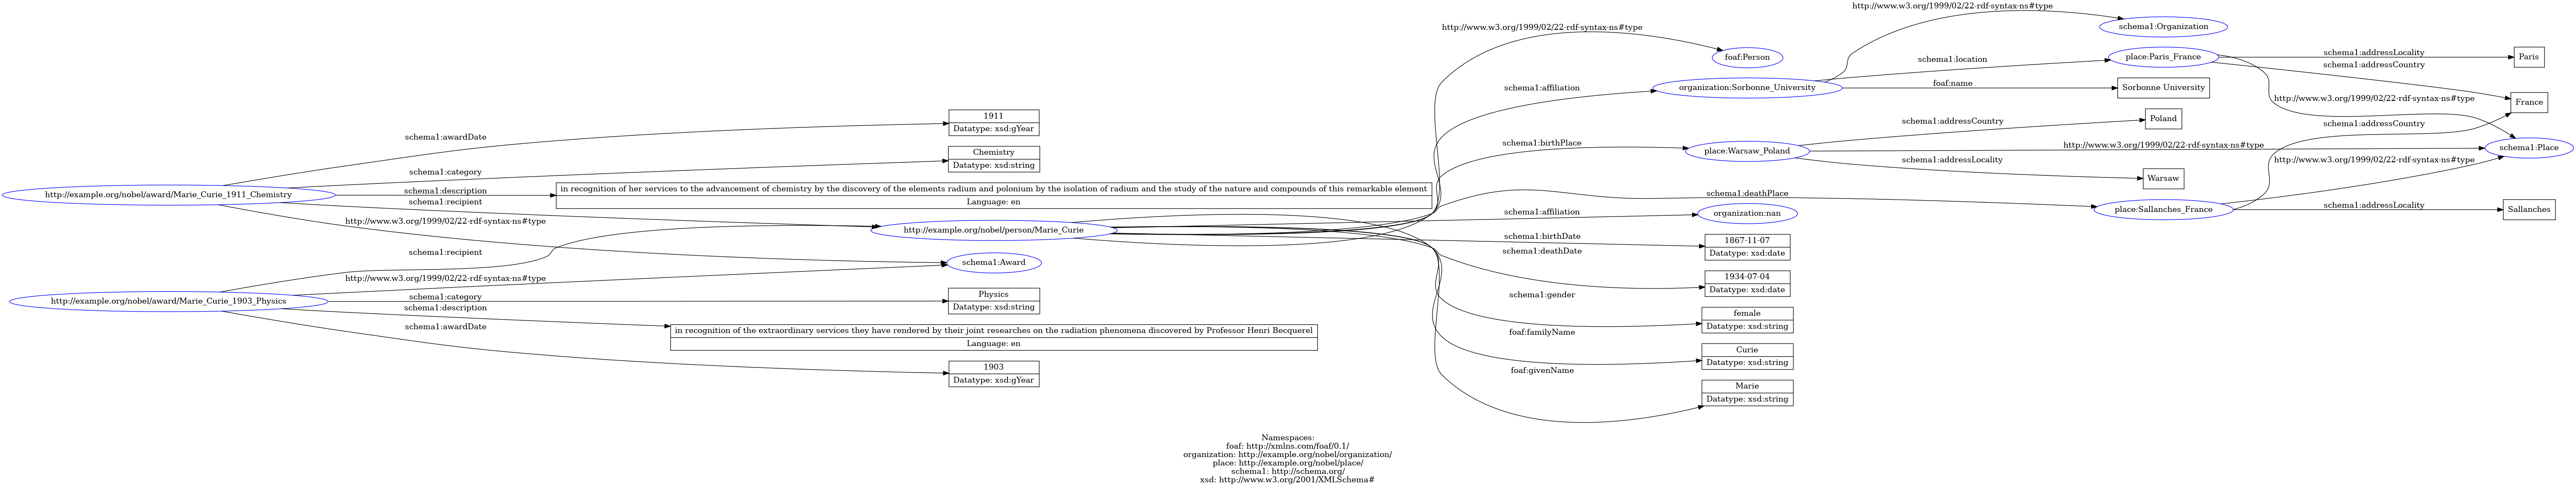 http://www.w3.org/1999/02/22-rdf-syntax-ns#type
schema1:Organization
http://www.w3.org/1999/02/22-rdf-syntax-ns#type
foaf:Person
schema1:location
place:Paris_France
schema1:addressLocality
Paris
schema1:addressCountry
schema1:affiliation
organization:Sorbonne_University
foaf:name
Sorbonne University
http://www.w3.org/1999/02/22-rdf-syntax-ns#type
France
1911
Datatype: xsd:gYear
schema1:awardDate
schema1:addressCountry
Poland
schema1:addressCountry
schema1:birthPlace
place:Warsaw_Poland
http://www.w3.org/1999/02/22-rdf-syntax-ns#type
schema1:Place
Chemistry
Datatype: xsd:string
schema1:category
schema1:addressLocality
Warsaw
http://www.w3.org/1999/02/22-rdf-syntax-ns#type
http://example.org/nobel/award/Marie_Curie_1911_Chemistry
schema1:description
in recognition of her services to the advancement of chemistry by the discovery of the elements radium and polonium by the isolation of radium and the study of the nature and compounds of this remarkable element
Language: en
schema1:recipient
schema1:deathPlace
place:Sallanches_France
schema1:addressLocality
Sallanches
http://www.w3.org/1999/02/22-rdf-syntax-ns#type
http://example.org/nobel/person/Marie_Curie
schema1:affiliation
organization:nan
schema1:birthDate
1867-11-07
Datatype: xsd:date
schema1:recipient
schema1:Award
schema1:deathDate
1934-07-04
Datatype: xsd:date
http://www.w3.org/1999/02/22-rdf-syntax-ns#type
http://example.org/nobel/award/Marie_Curie_1903_Physics
schema1:category
Physics
Datatype: xsd:string
schema1:gender
female
Datatype: xsd:string
schema1:description
in recognition of the extraordinary services they have rendered by their joint researches on the radiation phenomena discovered by Professor Henri Becquerel
Language: en
schema1:awardDate
1903
Datatype: xsd:gYear
foaf:familyName
Curie
Datatype: xsd:string
foaf:givenName
Marie
Datatype: xsd:string
Namespaces:
foaf: http://xmlns.com/foaf/0.1/
organization: http://example.org/nobel/organization/
place: http://example.org/nobel/place/
schema1: http://schema.org/
xsd: http://www.w3.org/2001/XMLSchema#